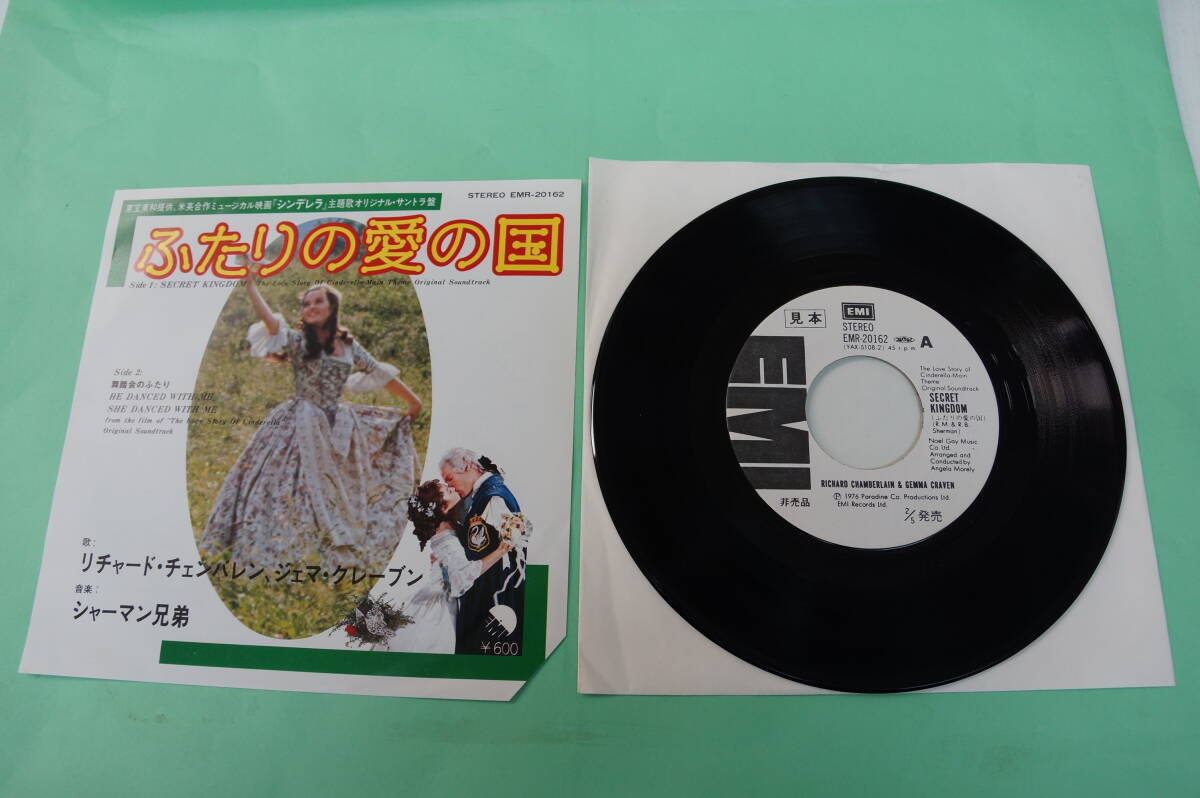 STEREO EMR-20162
東宝東和提供、米英合作ミュージカル映画「シンデレラ」主題歌オリジナル・サントラ盤
ふたりの愛の国
Side 1: SECRET KINGDOM The Love Story Of Cinderella-Main Theme Original Soundtrack
Side 2:
舞踏会のふたり
HE DANCED WITH ME,
SHE DANCED WITH ME
from the film of "The Love Story Of Cinderella"
Original Soundtrack
歌:
リチャード・チェンバレン、ジェマ・クレーブン
音楽:
シャーマン兄弟
¥600
見本
EMI
STEREO
EMR-20162
(YAX-5108-2) 45 r.p.m.
A
EMI
The Love Story of
Cinderella-Main
Theme
Original Soundtrack
SECRET
KINGDOM
(ふたりの愛の国)
(R.M. & R.B.
Sherman)
Noel Gay Music
Co. Ltd.
Arranged and
Conducted by
Angela Morely
RICHARD CHAMBERLAIN & GEMMA CRAVEN
Ⓟ 1976 Paradine Co. Productions Ltd.
EMI Records Ltd.
非売品
2/5 発売